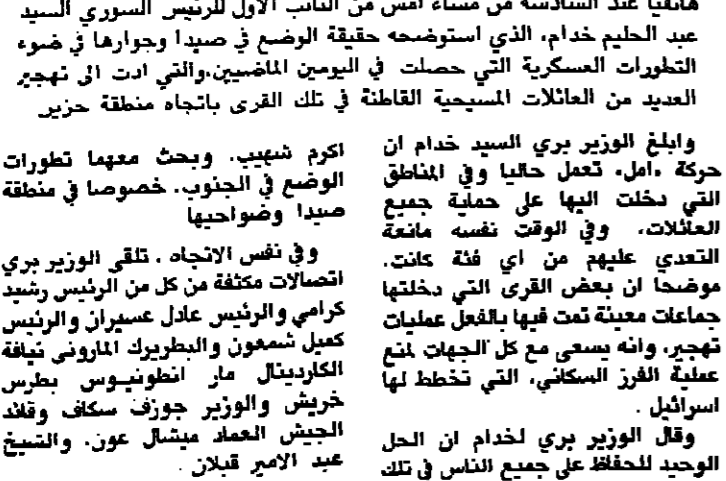 هاتفيا عند السادسة من مساء امس من النائب الاول للرئيس السوري السيد
عبد الحليم خدام، الذي استوضحه حقيقة الوضع في صيدا وجوارها في ضوء
التطورات العسكرية التي حصلت في اليومين الماضيين،والتي ادت الى تهجير
العديد من العائلات المسيحية القاطنة في تلك القرى باتجاه منطقة حزير
وابلغ الوزير بري السيد خدام ان
حركة «امل» تعمل حاليا وفي المناطق
التي دخلت اليها على حماية جميع
العائلات، وفي الوقت نفسه مانعة
التعدي عليهم من اي فئة كانت.
موضحا ان بعض القرى التي دخلتها
جماعات معينة تمت فيها بالفعل عمليات
تهجير، وانه يسعى مع كل الجهات لمنع
عملية الفرز السكاني، التي تخطط لها
اسرائيل .
وقال الوزير بري لخدام ان الحل
الوحيد للحفاظ على جميع الناس في تلك
اكرم شهيب. وبحث معهما تطورات
الوضع في الجنوب. خصوصا في منطقة
صيدا وضواحيها
وفي نفس الاتجاه ، تلقى الوزير بري
اتصالات مكثفة من كل من الرئيس رشيد
كرامي والرئيس عادل عسيران والرئيس
كميل شمعون والبطريرك الماروني نيافة
الكاردينال مار انطونيوس بطرس
خريش والوزير جوزف سكاف وقائد
الجيش العماد ميشال عون. والشيخ
عبد الامير قبلان .